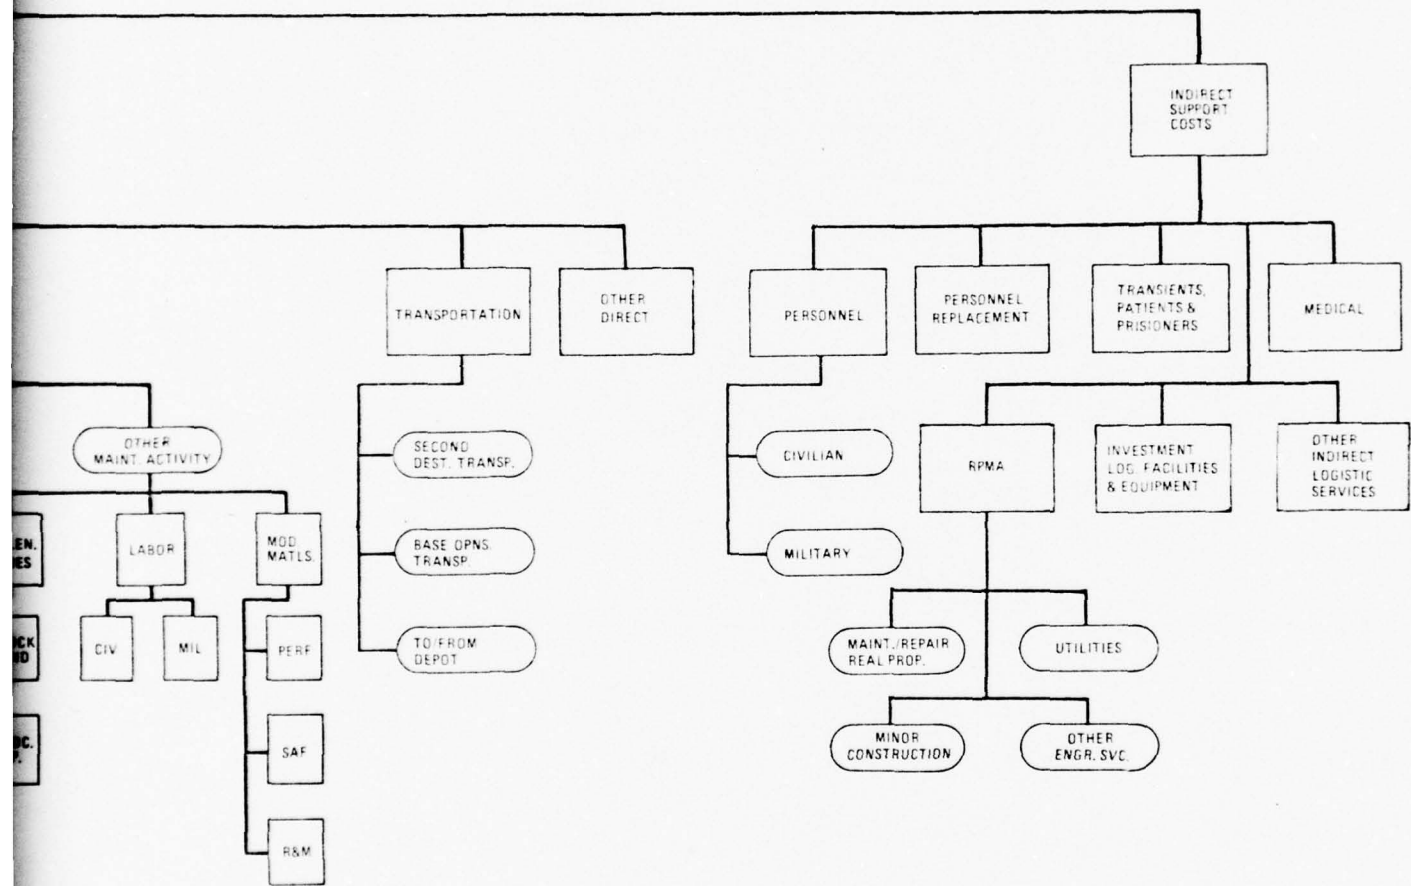 INDIRECT
SUPPORT
COSTS
TRANSPORTATION
OTHER
DIRECT
PERSONNEL
PERSONNEL
REPLACEMENT
TRANSIENTS,
PATIENTS &
PRISIONERS
MEDICAL
OTHER
MAINT. ACTIVITY
SECOND
DEST. TRANSP.
CIVILIAN
RPMA
INVESTMENT
LOG. FACILITIES
& EQUIPMENT
OTHER
INDIRECT
LOGISTIC
SERVICES
LABOR
MOD.
MATLS.
BASE OPNS.
TRANSP.
MILITARY
CIV
MIL
PERF
TO/FROM
DEPOT
MAINT./REPAIR
REAL PROP.
UTILITIES
SAF
MINOR
CONSTRUCTION
OTHER
ENGR. SVC.
R&M